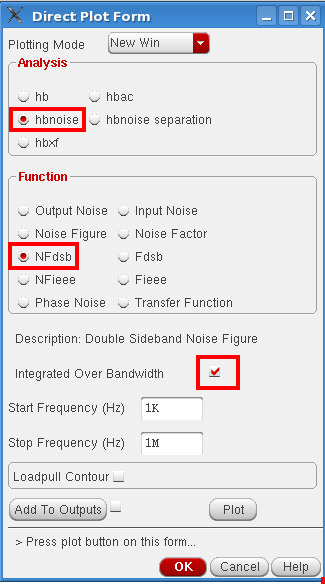 Direct Plot Form
Plotting Mode New Win
Analysis
hb hbac
hbnoise hbnoise separation
hbxf
Function
Output Noise Input Noise
Noise Figure Noise Factor
NFdsb Fdsb
NFieee Fieee
Phase Noise Transfer Function
Description: Double Sideband Noise Figure
Integrated Over Bandwidth
Start Frequency (Hz) 1K
Stop Frequency (Hz) 1M
Loadpull Contour
Add To Outputs Plot
> Press plot button on this form...
OK Cancel Help